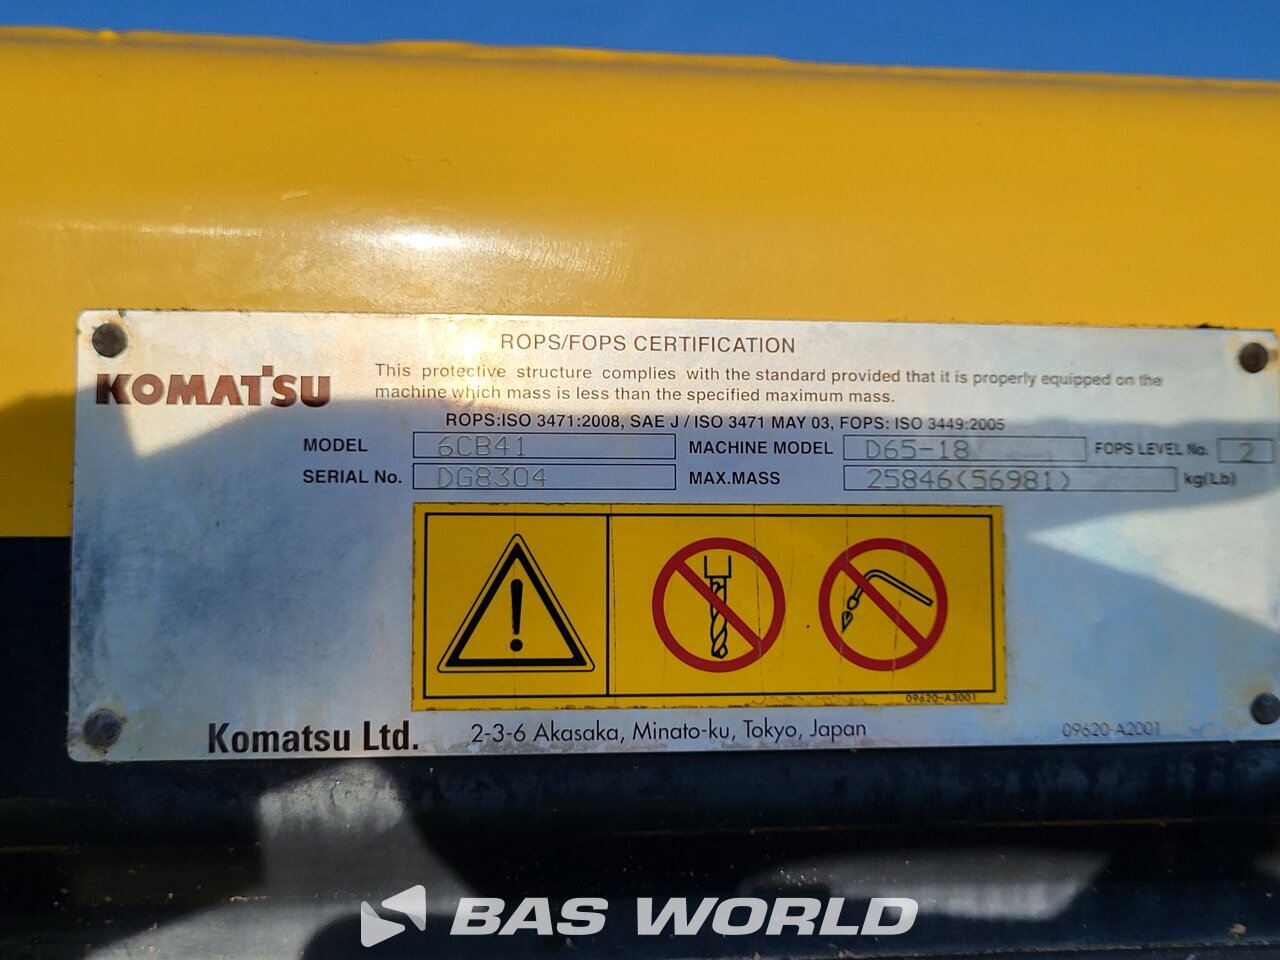 ROPS/FOPS CERTIFICATION
KOMATSU
This protective structure complies with the standard provided that it is properly equipped on the
machine which mass is less than the specified maximum mass.
ROPS:ISO 3471:2008, SAE J / ISO 3471 MAY 03, FOPS: ISO 3449:2005
MODEL 6CB41 MACHINE MODEL D65-18 FOPS LEVEL No. 2
SERIAL No. DG8304 MAX.MASS 25846(56981) kg(Lb)
09620-A3001
Komatsu Ltd. 2-3-6 Akasaka, Minato-ku, Tokyo, Japan 09620-A2001
BAS WORLD